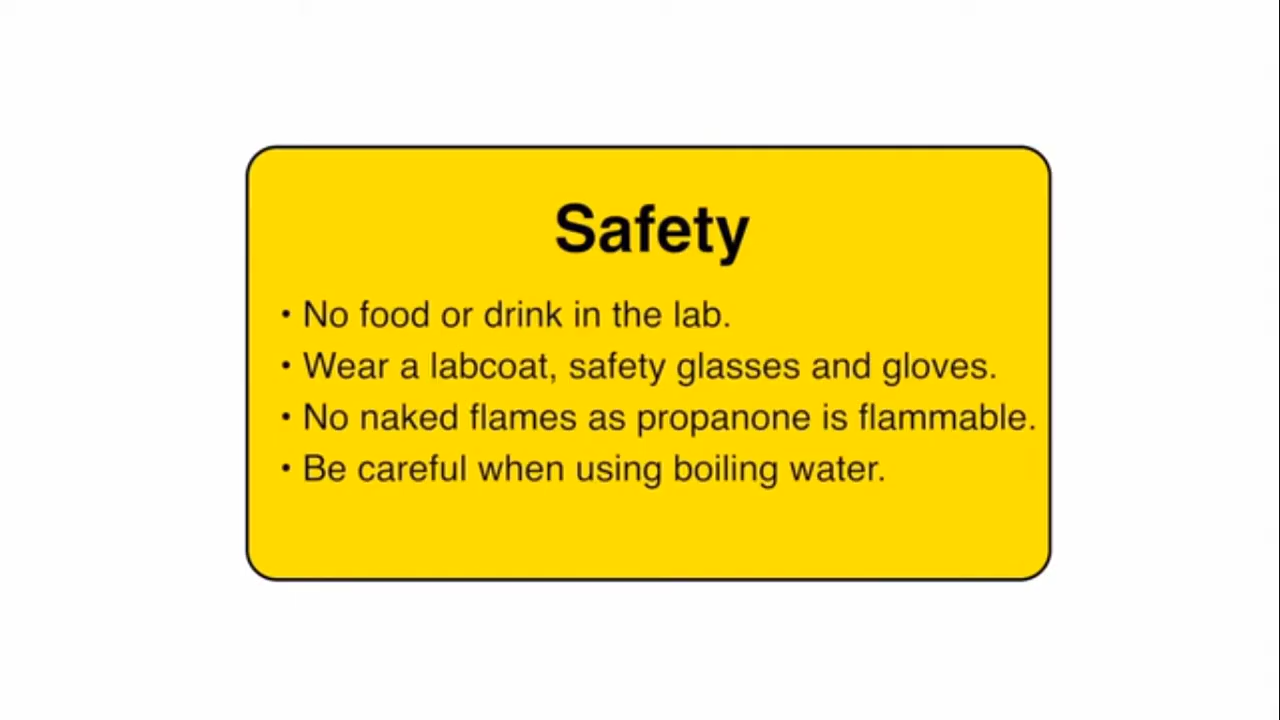 Safety
• No food or drink in the lab.
• Wear a labcoat, safety glasses and gloves.
• No naked flames as propanone is flammable.
• Be careful when using boiling water.